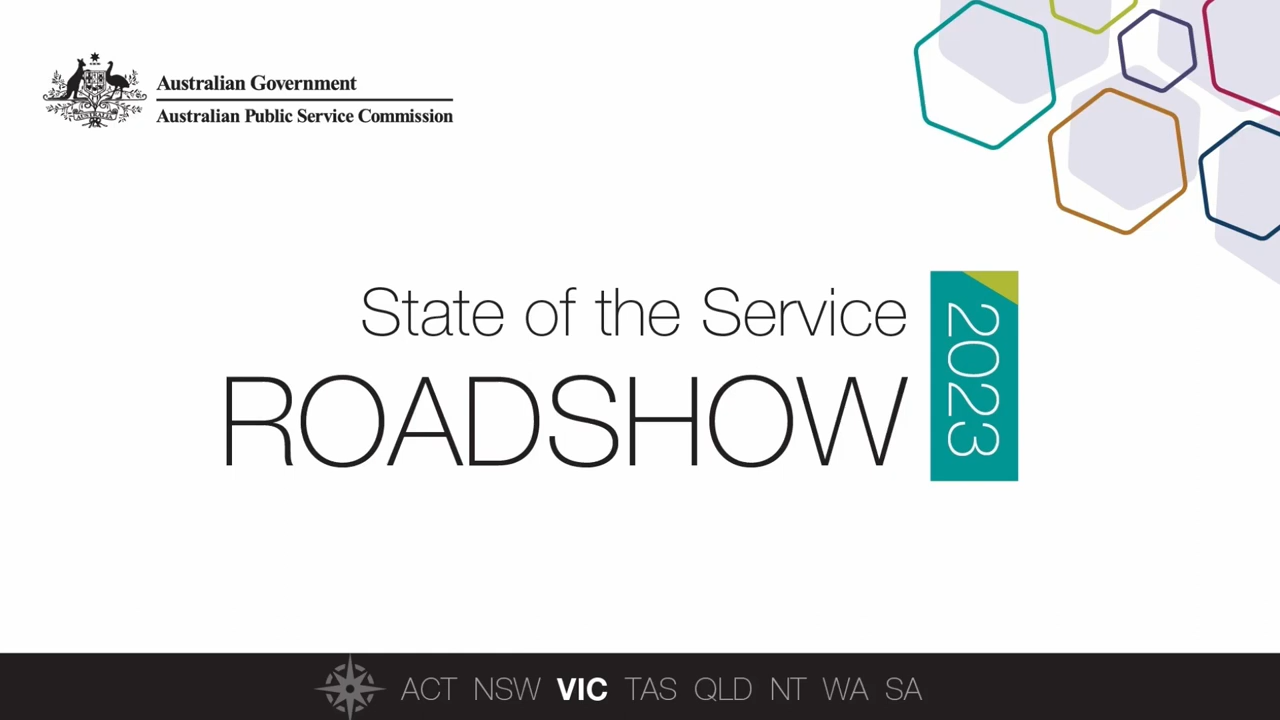 Australian Government
Australian Public Service Commission
State of the Service
ROADSHOW
2023
ACT NSW VIC TAS QLD NT WA SA